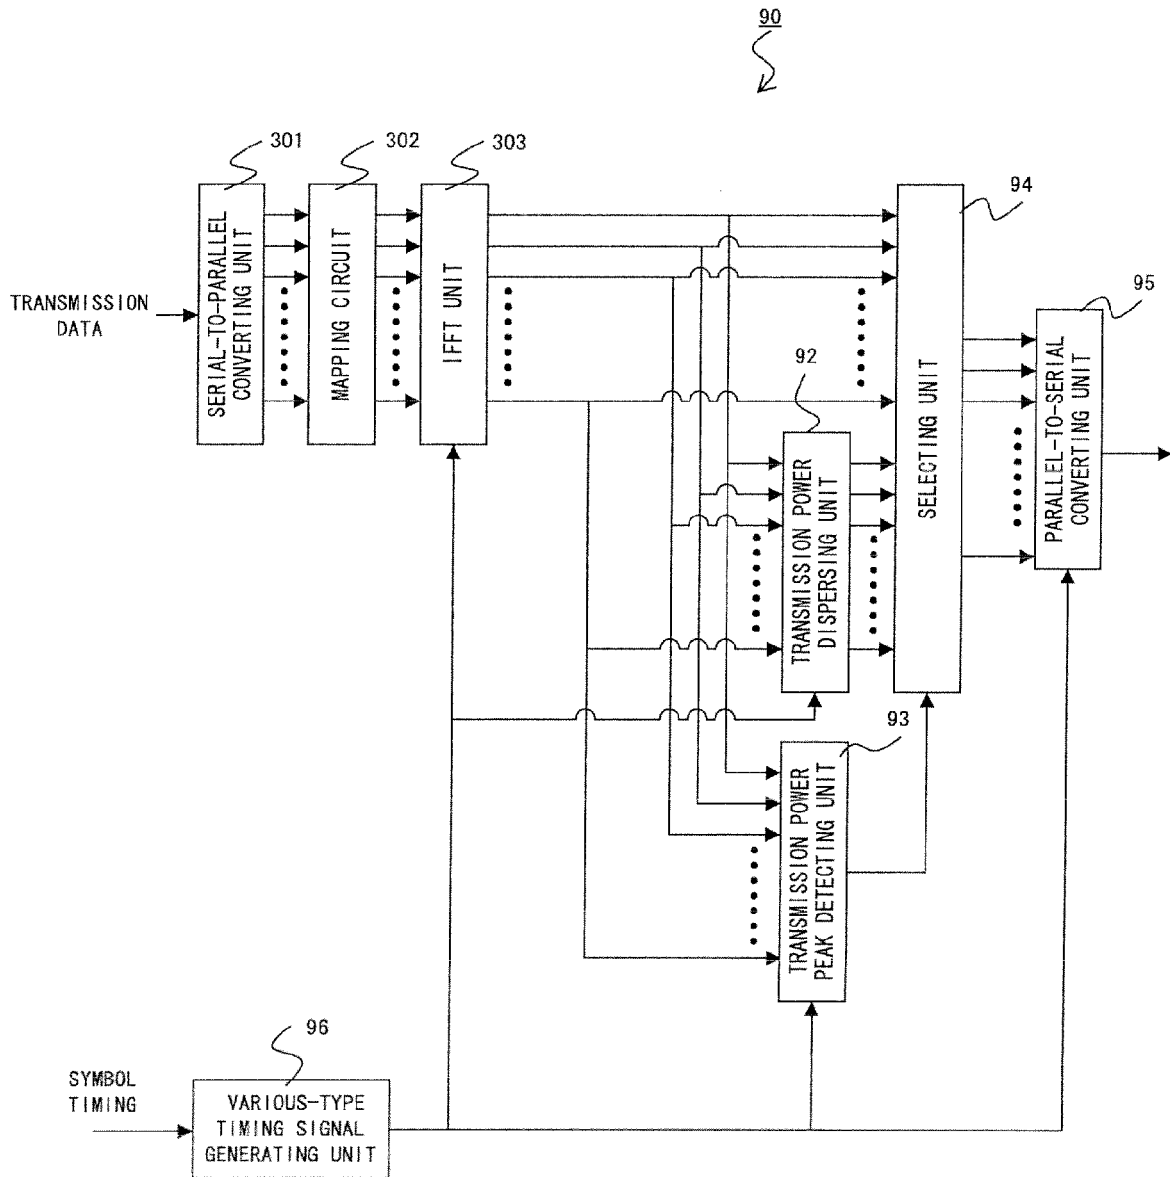 90
301
302
303
94
SERIAL-TO-PARALLEL
CONVERTING UNIT
MAPPING CIRCUIT
IFFT UNIT
TRANSMISSION
DATA
95
92
SELECTING UNIT
PARALLEL-TO-SERIAL
CONVERTING UNIT
TRANSMISSION POWER
DISPERSING UNIT
93
TRANSMISSION POWER
PEAK DETECTING UNIT
96
SYMBOL
TIMING
VARIOUS-TYPE
TIMING SIGNAL
GENERATING UNIT